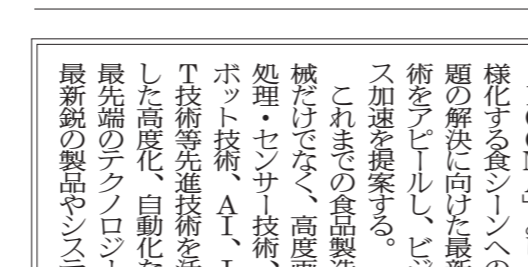 様化する食シーンへの
題の解決に向けた最新
術をアピールし、ビジ
ス加速を提案する。
これまでの食品製造
械だけでなく、高度画
処理・センサー技術、
ボット技術、AI、I
T技術等先進技術を活
した高度化、自動化な
最先端のテクノロジー
最新鋭の製品やシステ